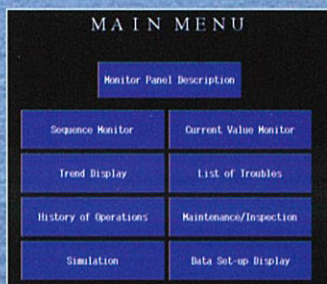 MAIN MENU
Monitor Panel Description
Sequence Monitor
Current Value Monitor
Trend Display
List of Troubles
History of Operations
Maintenance/Inspection
Simulation
Data Set-up Display